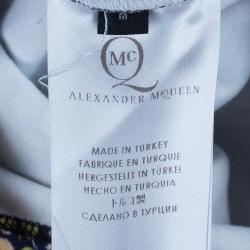 M
McQ
ALEXANDER MCQUEEN
MADE IN TURKEY
FABRIQUE EN TURQUIE
HERGESTELLT IN TÜRKEI
HECHO EN TURQUIA
トルコ製
СДЕЛАНО В ТУРЦИИ